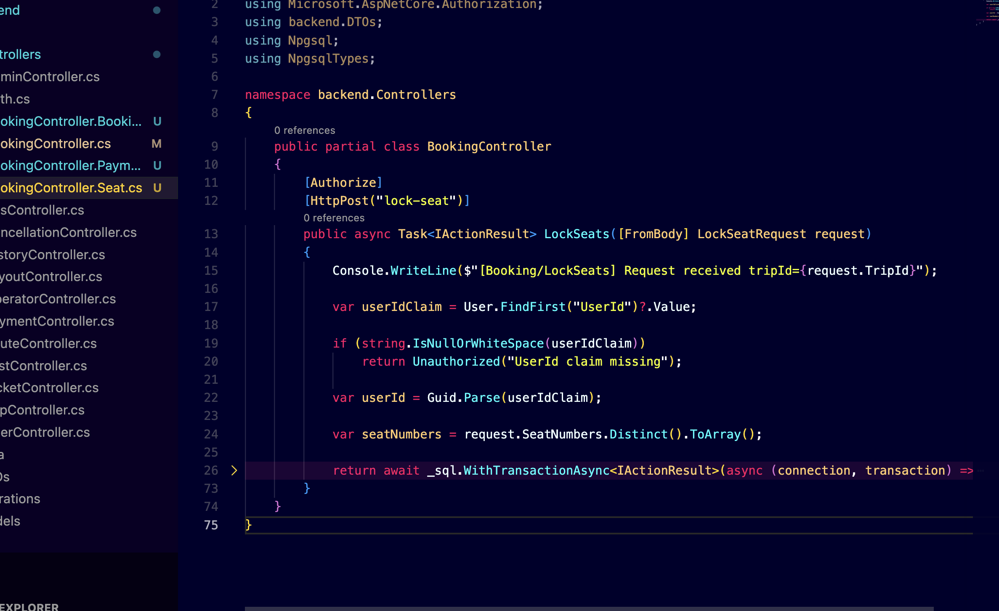 end
trollers
minController.cs
th.cs
okingController.Booki... U
okingController.cs M
okingController.Paym... U
okingController.Seat.cs U
sController.cs
ncellationController.cs
storyController.cs
youtController.cs
peratorController.cs
ymentController.cs
uteController.cs
stController.cs
cketController.cs
pController.cs
erController.cs
a
Os
rations
dels
EXPLORER
2 using Microsoft.AspNetCore.Authorization;
3 using backend.DTOs;
4 using Npgsql;
5 using NpgsqlTypes;
6
7 namespace backend.Controllers
8 {
0 references
9 public partial class BookingController
10 {
11 [Authorize]
12 [HttpPost("lock-seat")]
0 references
13 public async Task<IActionResult> LockSeats([FromBody] LockSeatRequest request)
14 {
15 Console.WriteLine($"[Booking/LockSeats] Request received tripId={request.TripId}");
16
17 var userIdClaim = User.FindFirst("UserId")?.Value;
18
19 if (string.IsNullOrWhiteSpace(userIdClaim))
20 return Unauthorized("UserId claim missing");
21
22 var userId = Guid.Parse(userIdClaim);
23
24 var seatNumbers = request.SeatNumbers.Distinct().ToArray();
25
26 return await _sql.WithTransactionAsync<IActionResult>(async (connection, transaction) => ...
73 }
74 }
75 }